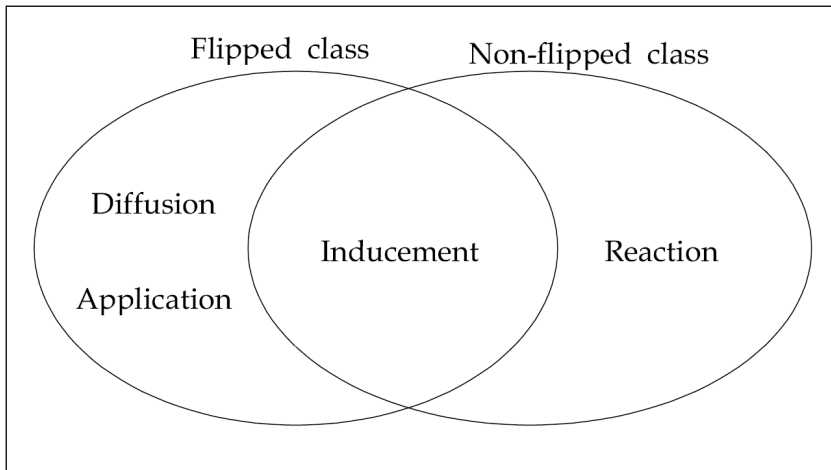 Flipped class
Non-flipped class
Diffusion
Inducement
Reaction
Application